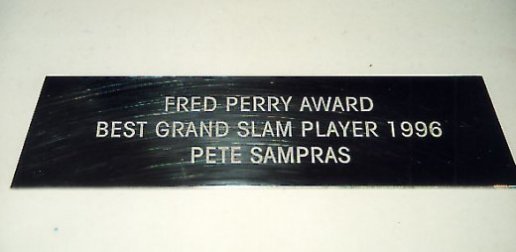 FRED PERRY AWARD
BEST GRAND SLAM PLAYER 1996
PETE SAMPRAS